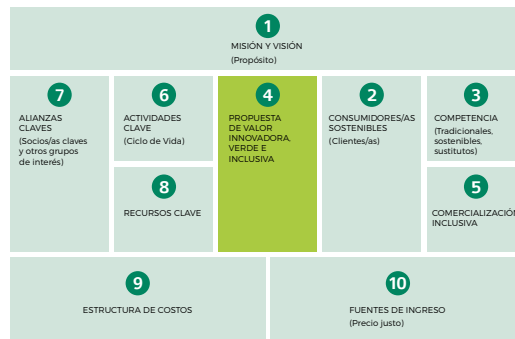 1
MISIÓN Y VISIÓN
(Propósito)
7
ALIANZAS
CLAVES
(Socios/as claves
y otros grupos
de interés)
6
ACTIVIDADES
CLAVE
(Ciclo de Vida)
8
RECURSOS CLAVE
4
PROPUESTA
DE VALOR
INNOVADORA,
VERDE E
INCLUSIVA
2
CONSUMIDORES/AS
SOSTENIBLES
(Clientes/as)
3
COMPETENCIA
(Tradicionales,
sostenibles,
sustitutos)
5
COMERCIALIZACIÓN
INCLUSIVA
9
ESTRUCTURA DE COSTOS
10
FUENTES DE INGRESO
(Precio justo)